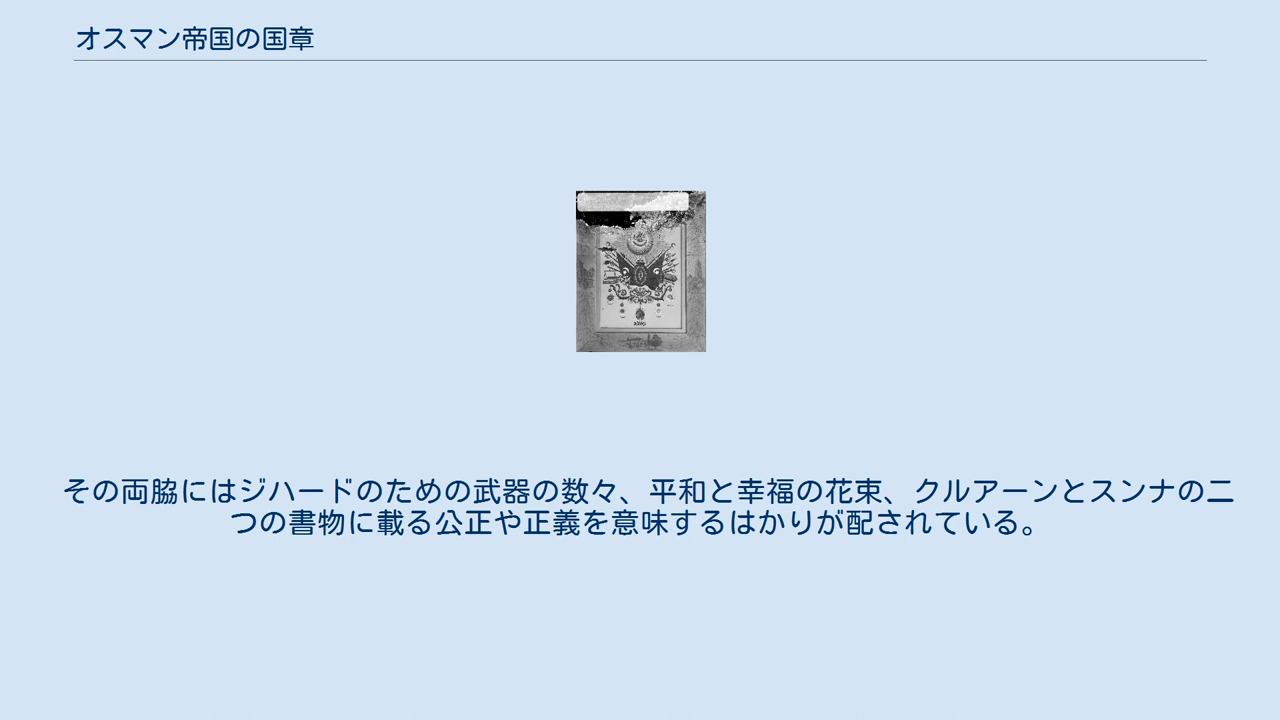 オスマン帝国の国章
その両脇にはジハードのための武器の数々、平和と幸福の花束、クルアーンとスンナの二
つの書物に載る公正や正義を意味するはかりが配されている。